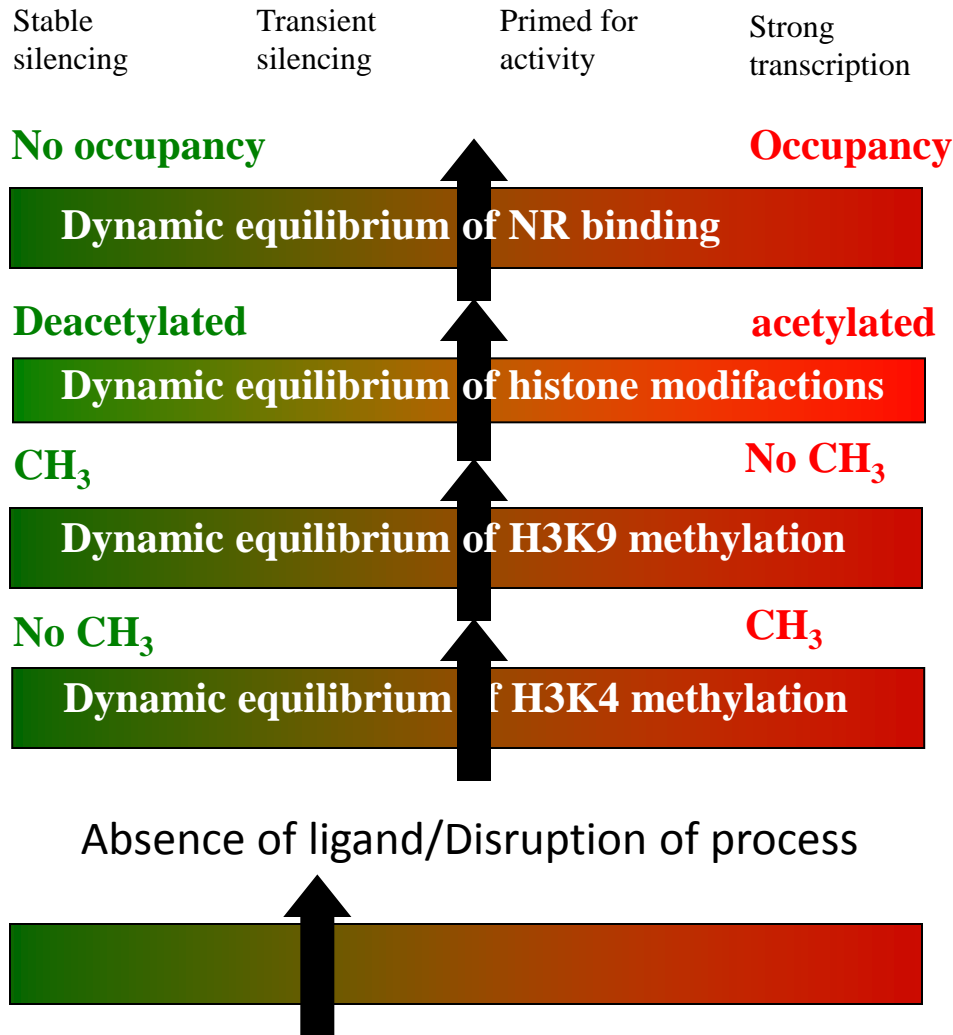 Stable silencing
Transient silencing
Primed for activity
Strong transcription
No occupancy
Occupancy
Dynamic equilibrium of NR binding
Deacetylated
acetylated
Dynamic equilibrium of histone modifactions
CH₃
No CH₃
Dynamic equilibrium of H3K9 methylation
No CH₃
CH₃
Dynamic equilibrium of H3K4 methylation
Absence of ligand/Disruption of process